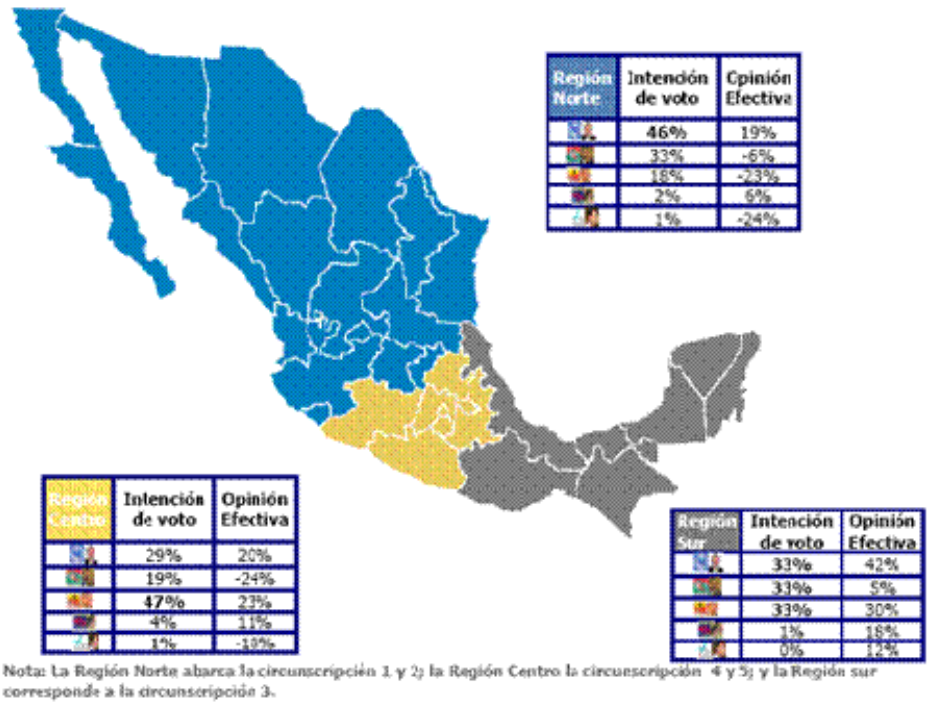 Región Intención Opinión
Norte de voto Efectiva
46% 19%
33% -6%
18% -23%
2% 6%
1% -24%
Región Intención Opinión
Centro de voto Efectiva
29% 20%
19% -24%
47% 23%
4% 11%
1%
Región Intención Opinión
Sur de voto Efectiva
33% 42%
33% 5%
33% 30%
1% 18%
0% 12%
Nota: La Región Norte abarca la circunscripción 1 y 2; la Región Centro la circunscripción 4 y 5; y la Región sur
corresponde a la circunscripción 3.